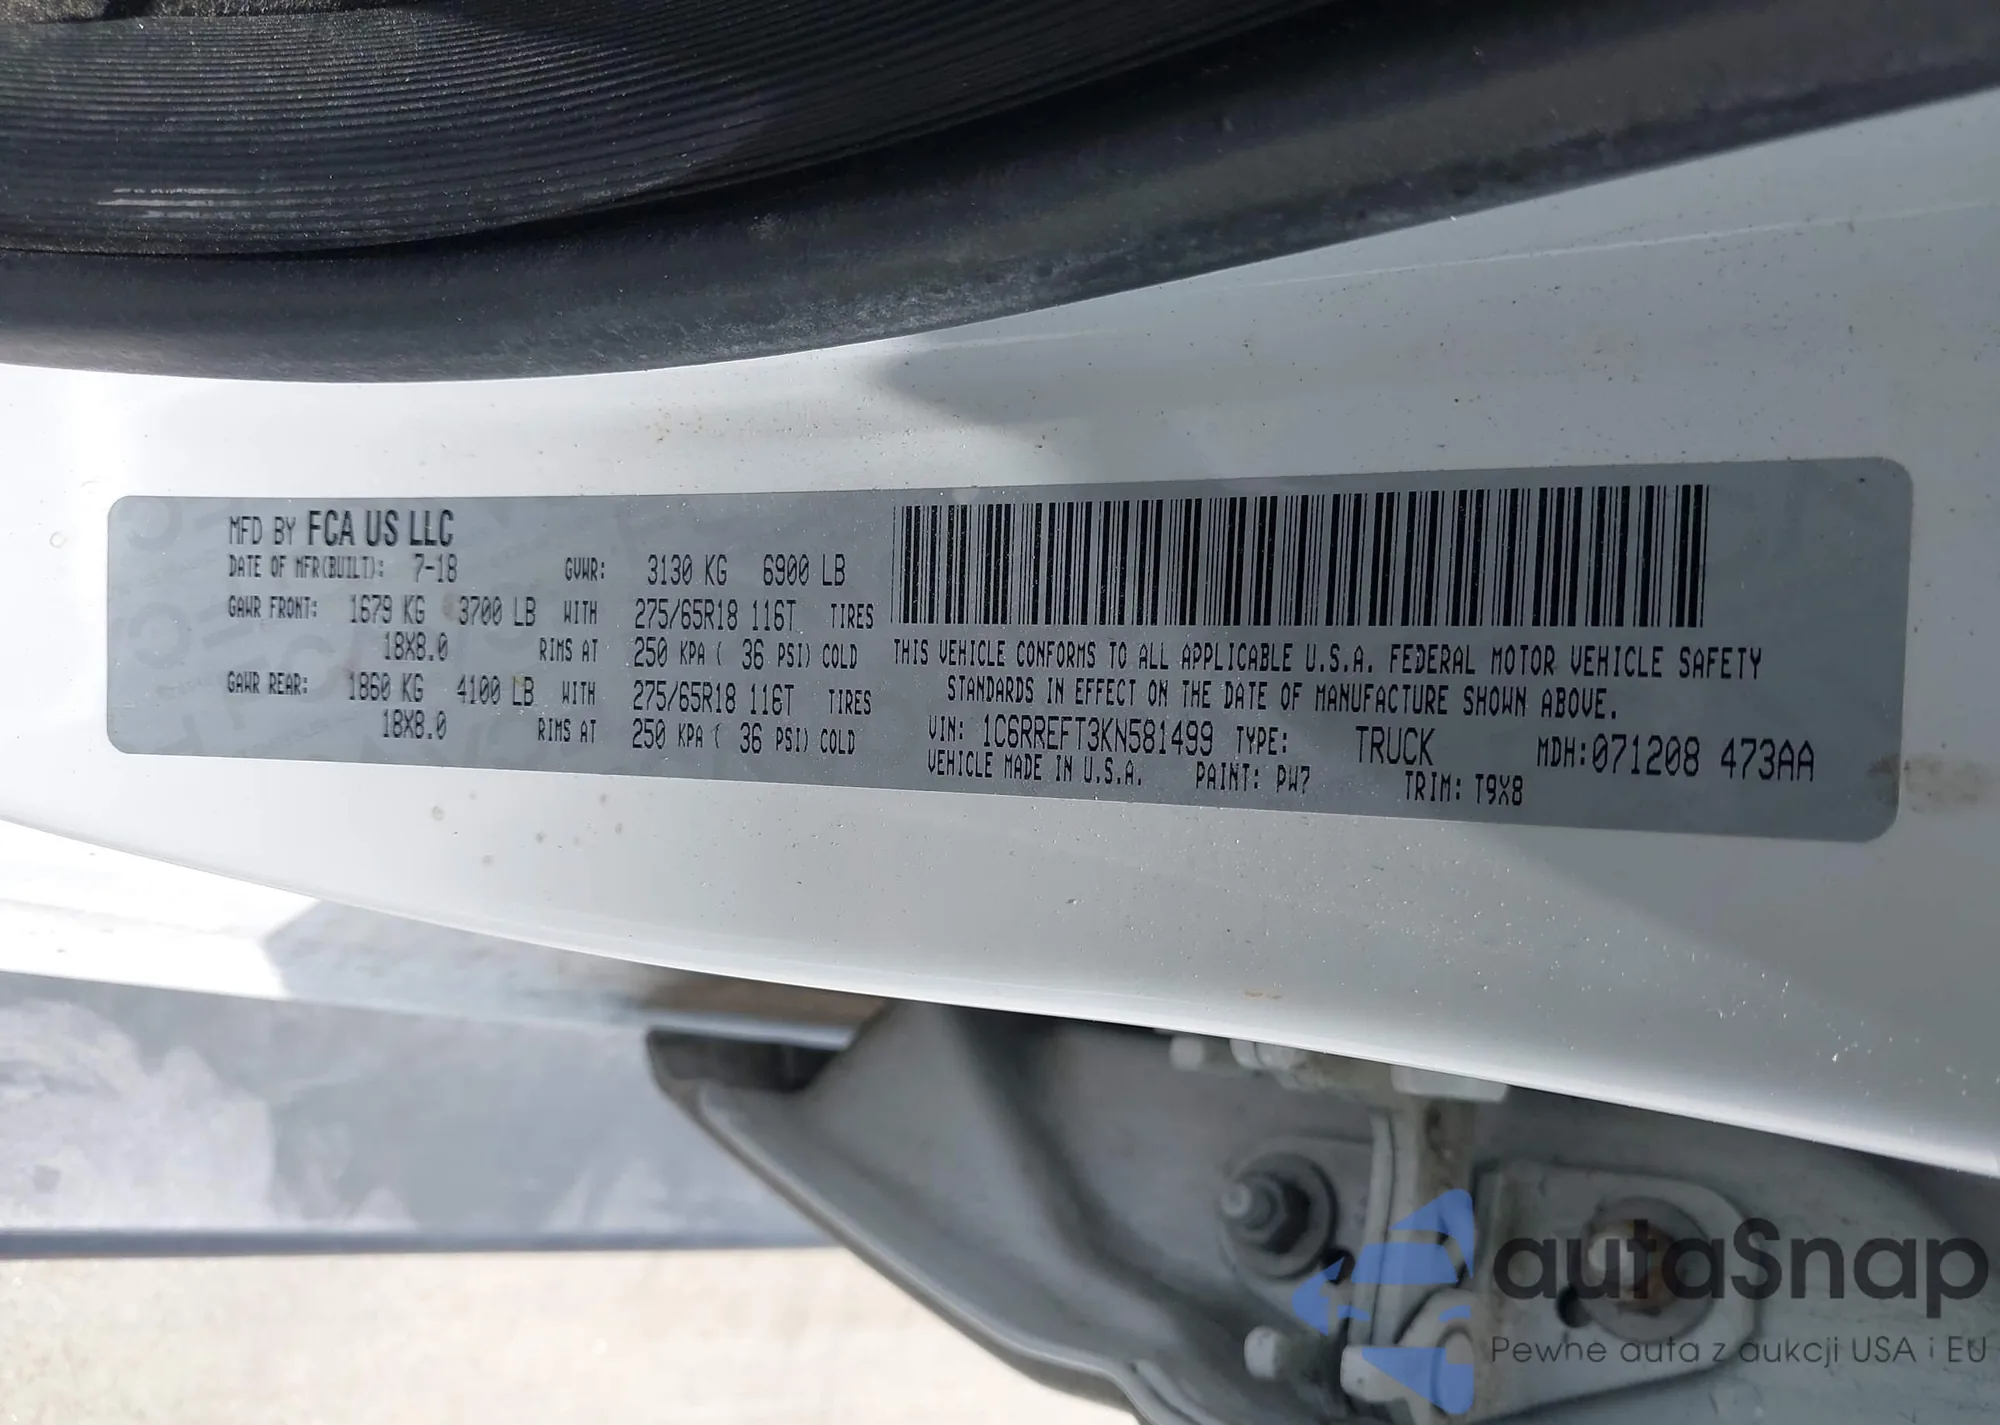 MFD BY FCA US LLC
DATE OF MFR(BUILT): 7-18 GVWR: 3130 KG 6900 LB
GAWR FRONT: 1679 KG 3700 LB WITH 275/65R18 116T TIRES
18X8.0 RIMS AT 250 KPA ( 36 PSI) COLD
GAWR REAR: 1860 KG 4100 LB WITH 275/65R18 116T TIRES
18X8.0 RIMS AT 250 KPA ( 36 PSI) COLD
THIS VEHICLE CONFORMS TO ALL APPLICABLE U.S.A. FEDERAL MOTOR VEHICLE SAFETY
STANDARDS IN EFFECT ON THE DATE OF MANUFACTURE SHOWN ABOVE.
VIN: 1C6RREFT3KN581499 TYPE: TRUCK MDH:071208 473AA
VEHICLE MADE IN U.S.A. PAINT: PW7 TRIM: T9X8
autaSnap
Pewne auta z aukcji USA i EU